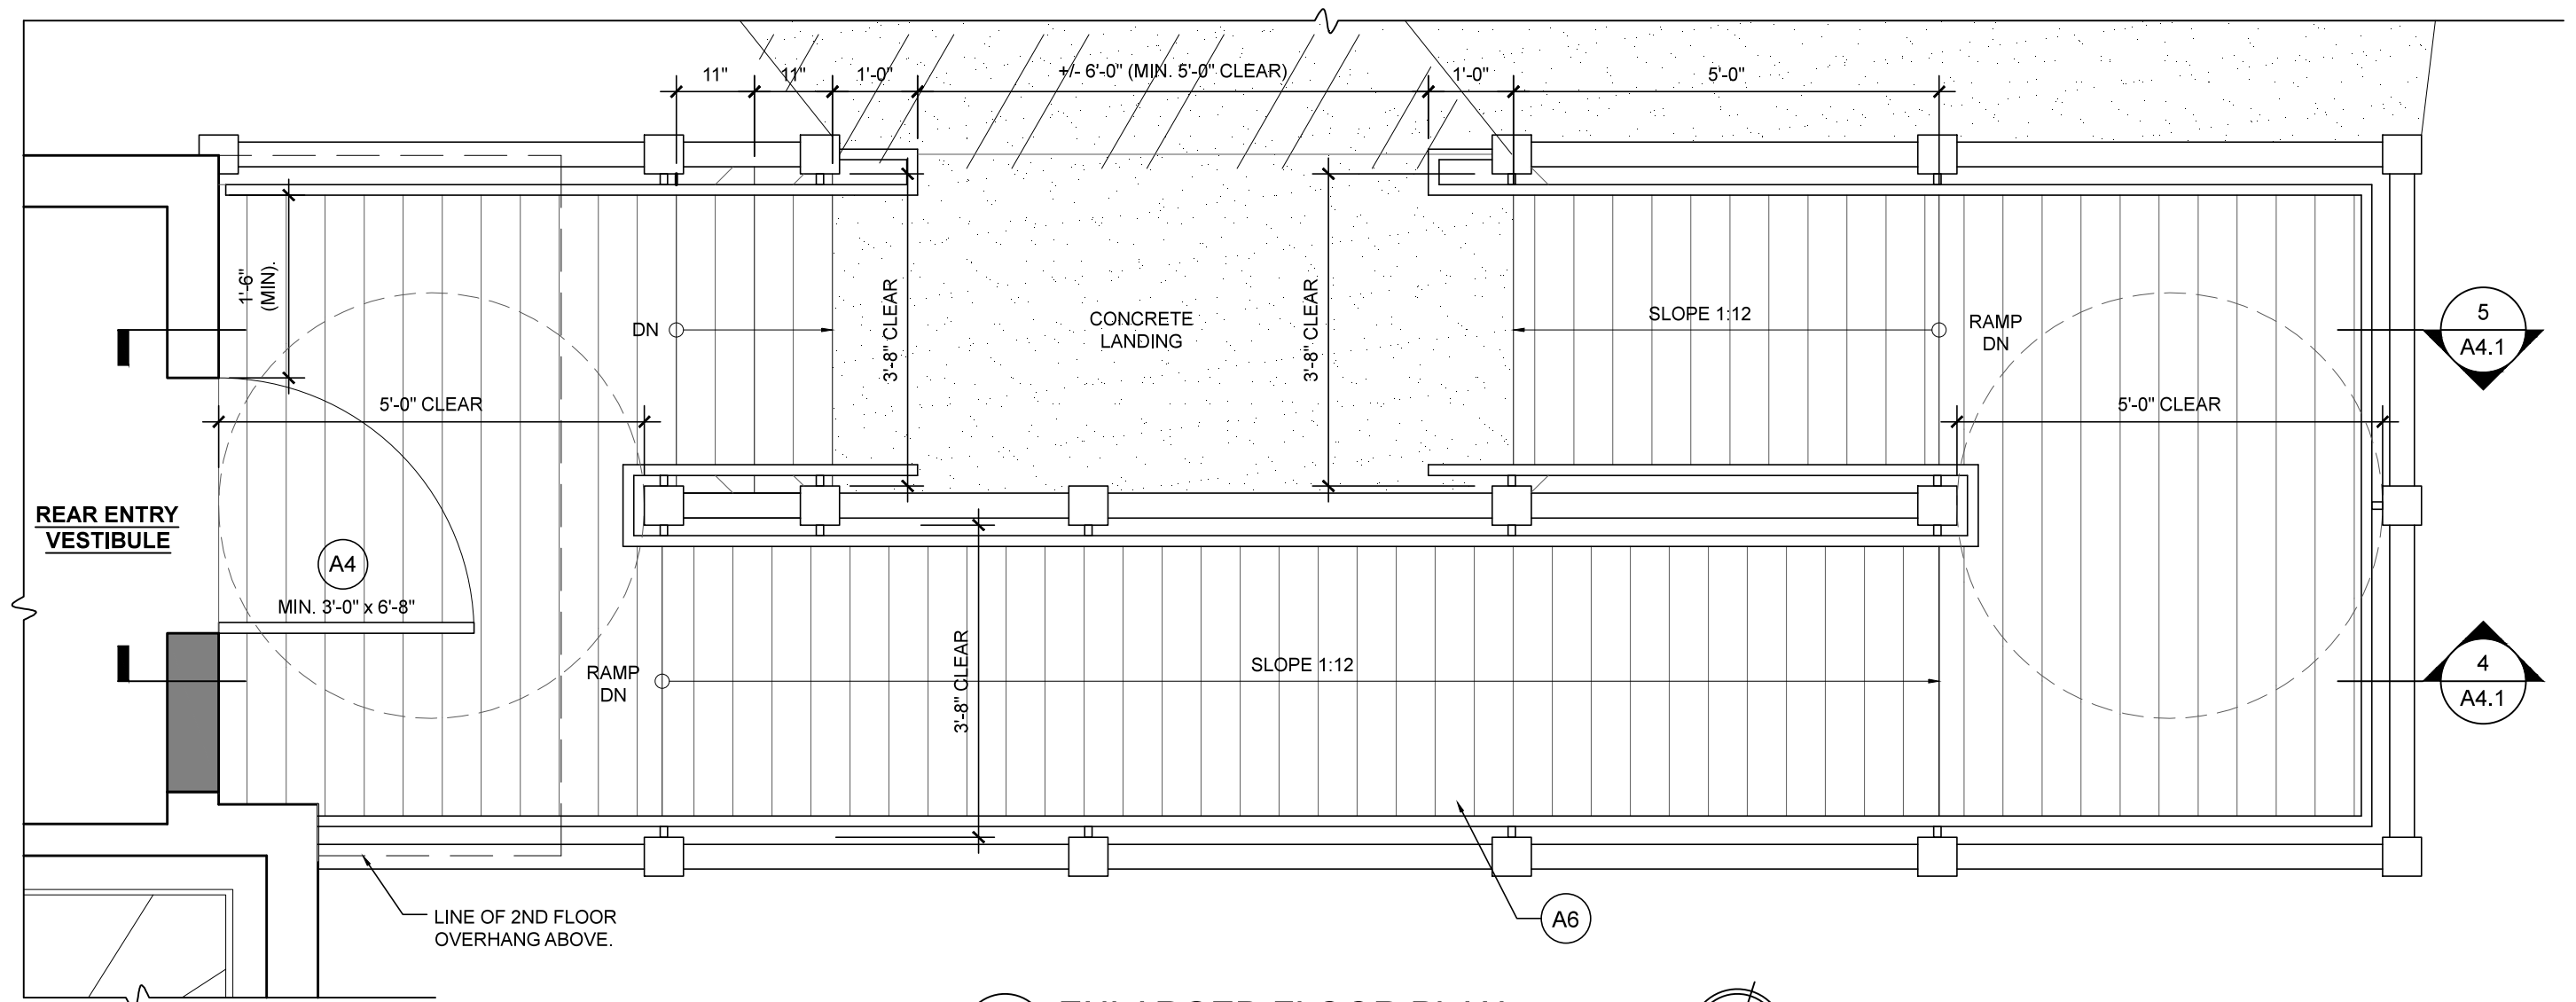 11"
11"
1'-0"
+/- 6'-0" (MIN. 5'-0" CLEAR)
1'-0"
5'-0"
1'-6"
(MIN).
DN
3'-8" CLEAR
CONCRETE
LANDING
3'-8" CLEAR
SLOPE 1:12
RAMP
DN
5
A4.1
5'-0" CLEAR
5'-0" CLEAR
REAR ENTRY
VESTIBULE
A4
MIN. 3'-0" x 6'-8"
RAMP
DN
3'-8" CLEAR
SLOPE 1:12
4
A4.1
LINE OF 2ND FLOOR
OVERHANG ABOVE.
A6
ENLARGED FLOOR PLAN